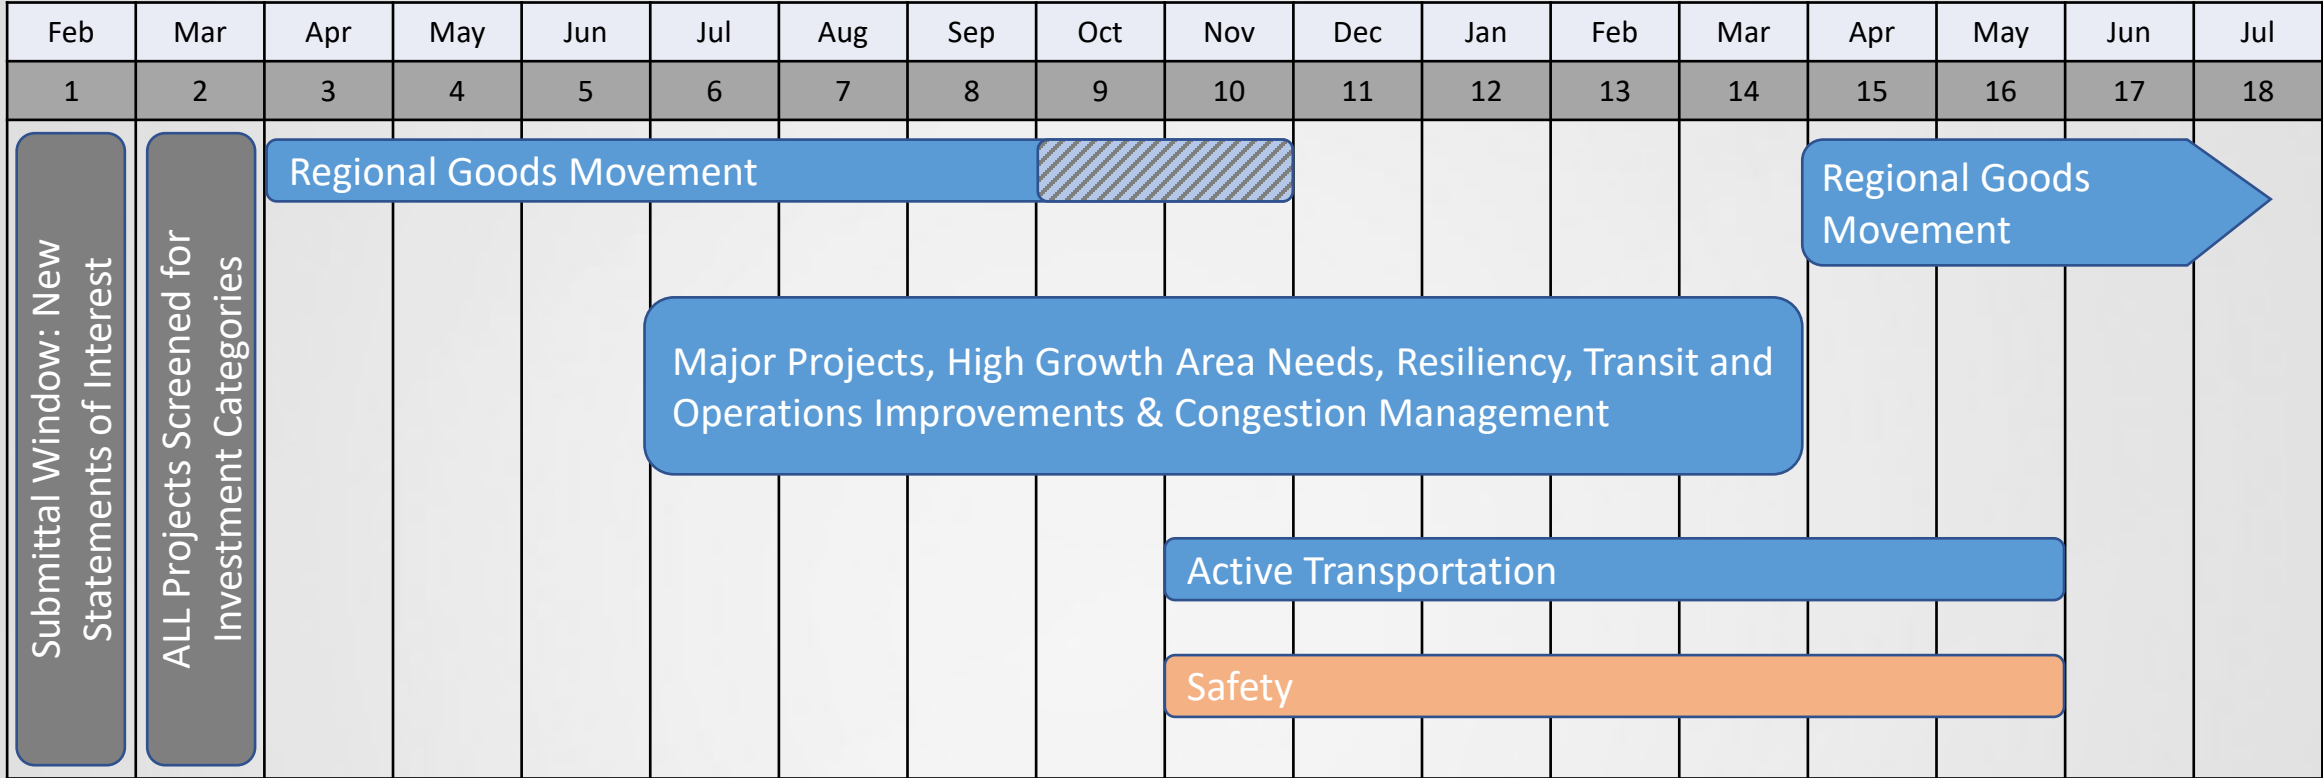 Feb Mar Apr May Jun Jul Aug Sep Oct Nov Dec Jan Feb Mar Apr May Jun Jul
1 2 3 4 5 6 7 8 9 10 11 12 13 14 15 16 17 18
Submittal Window: New
Statements of Interest
ALL Projects Screened for
Investment Categories
Regional Goods Movement
Regional Goods
Movement
Major Projects, High Growth Area Needs, Resiliency, Transit and
Operations Improvements & Congestion Management
Active Transportation
Safety